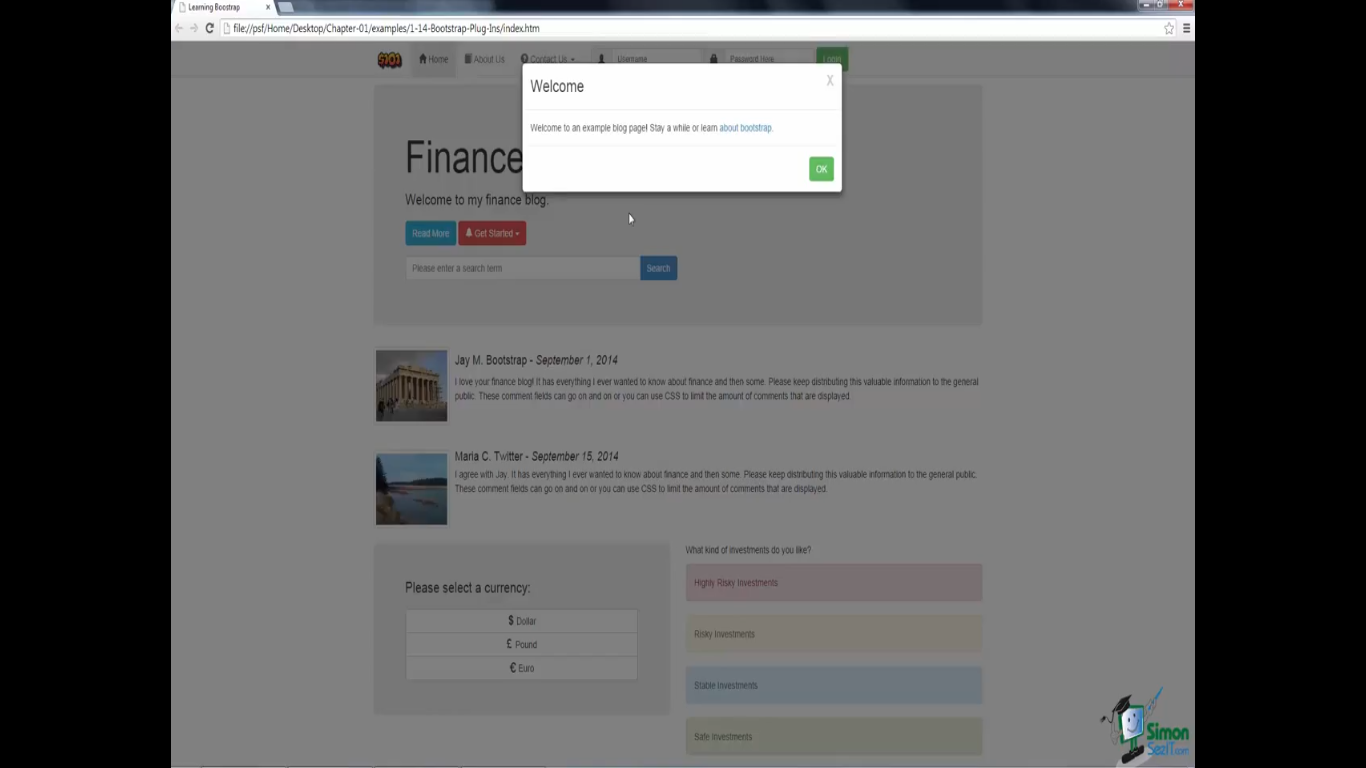 Learning Boostrap
file://psf/Home/Desktop/Chapter-01/examples/1-14-Bootstrap-Plug-Ins/index.htm
5101
Home
About Us
Contact Us
Username
Password Here
Login
Welcome
X
Welcome to an example blog page! Stay a while or learn about bootstrap.
OK
Finance
Welcome to my finance blog.
Read More
Get Started
Please enter a search term
Search
Jay M. Bootstrap - September 1, 2014
I love your finance blog! It has everything I ever wanted to know about finance and then some. Please keep distributing this valuable information to the general
public. These comment fields can go on and on or you can use CSS to limit the amount of comments that are displayed.
Maria C. Twitter - September 15, 2014
I agree with Jay. It has everything I ever wanted to know about finance and then some. Please keep distributing this valuable information to the general public.
These comment fields can go on and on or you can use CSS to limit the amount of comments that are displayed.
Please select a currency:
$ Dollar
£ Pound
€ Euro
What kind of investments do you like?
Highly Risky Investments
Risky Investments
Stable Investments
Safe Investments
Simon
SezIT.com